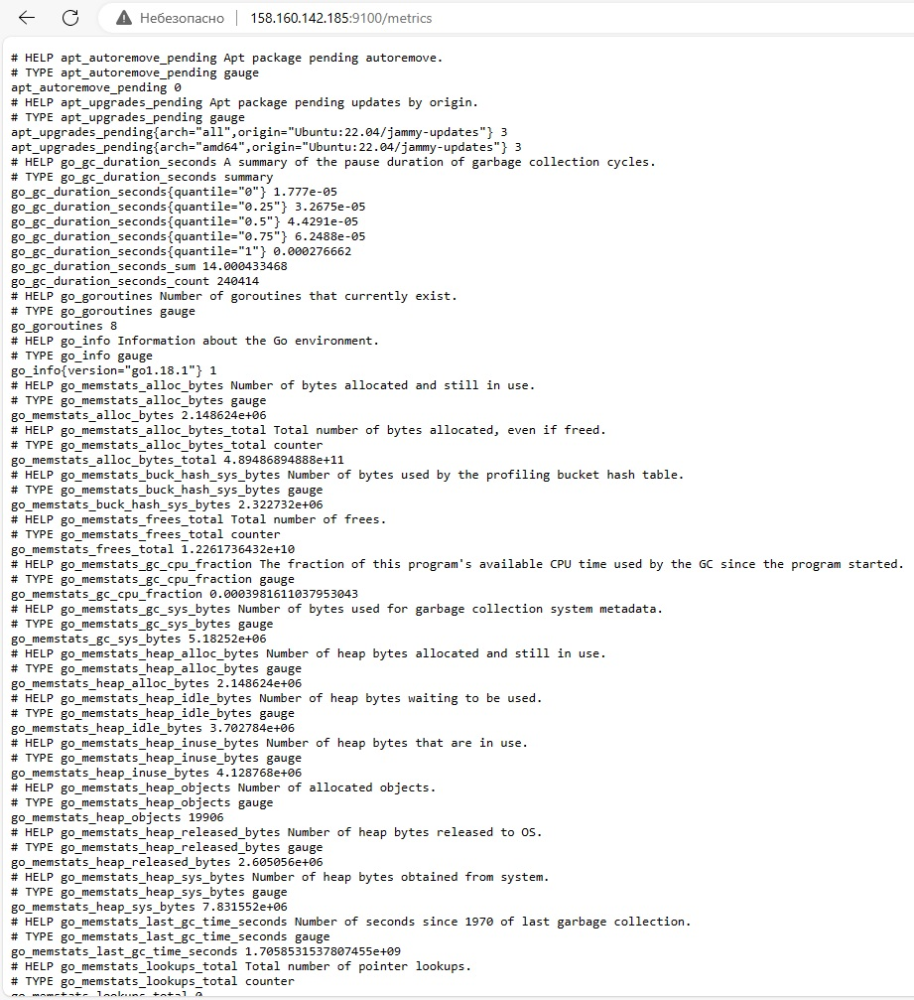 Небезопасно 158.160.142.185:9100/metrics
# HELP apt_autoremove_pending Apt package pending autoremove.
# TYPE apt_autoremove_pending gauge
apt_autoremove_pending 0
# HELP apt_upgrades_pending Apt package pending updates by origin.
# TYPE apt_upgrades_pending gauge
apt_upgrades_pending{arch="all",origin="Ubuntu:22.04/jammy-updates"} 3
apt_upgrades_pending{arch="amd64",origin="Ubuntu:22.04/jammy-updates"} 3
# HELP go_gc_duration_seconds A summary of the pause duration of garbage collection cycles.
# TYPE go_gc_duration_seconds summary
go_gc_duration_seconds{quantile="0"} 1.777e-05
go_gc_duration_seconds{quantile="0.25"} 3.2675e-05
go_gc_duration_seconds{quantile="0.5"} 4.4291e-05
go_gc_duration_seconds{quantile="0.75"} 6.2488e-05
go_gc_duration_seconds{quantile="1"} 0.000276662
go_gc_duration_seconds_sum 14.000433468
go_gc_duration_seconds_count 240414
# HELP go_goroutines Number of goroutines that currently exist.
# TYPE go_goroutines gauge
go_goroutines 8
# HELP go_info Information about the Go environment.
# TYPE go_info gauge
go_info{version="go1.18.1"} 1
# HELP go_memstats_alloc_bytes Number of bytes allocated and still in use.
# TYPE go_memstats_alloc_bytes gauge
go_memstats_alloc_bytes 2.148624e+06
# HELP go_memstats_alloc_bytes_total Total number of bytes allocated, even if freed.
# TYPE go_memstats_alloc_bytes_total counter
go_memstats_alloc_bytes_total 4.89486894888e+11
# HELP go_memstats_buck_hash_sys_bytes Number of bytes used by the profiling bucket hash table.
# TYPE go_memstats_buck_hash_sys_bytes gauge
go_memstats_buck_hash_sys_bytes 2.322732e+06
# HELP go_memstats_frees_total Total number of frees.
# TYPE go_memstats_frees_total counter
go_memstats_frees_total 1.2261736432e+10
# HELP go_memstats_gc_cpu_fraction The fraction of this program's available CPU time used by the GC since the program started.
# TYPE go_memstats_gc_cpu_fraction gauge
go_memstats_gc_cpu_fraction 0.0003981611037953043
# HELP go_memstats_gc_sys_bytes Number of bytes used for garbage collection system metadata.
# TYPE go_memstats_gc_sys_bytes gauge
go_memstats_gc_sys_bytes 5.18252e+06
# HELP go_memstats_heap_alloc_bytes Number of heap bytes allocated and still in use.
# TYPE go_memstats_heap_alloc_bytes gauge
go_memstats_heap_alloc_bytes 2.148624e+06
# HELP go_memstats_heap_idle_bytes Number of heap bytes waiting to be used.
# TYPE go_memstats_heap_idle_bytes gauge
go_memstats_heap_idle_bytes 3.702784e+06
# HELP go_memstats_heap_inuse_bytes Number of heap bytes that are in use.
# TYPE go_memstats_heap_inuse_bytes gauge
go_memstats_heap_inuse_bytes 4.128768e+06
# HELP go_memstats_heap_objects Number of allocated objects.
# TYPE go_memstats_heap_objects gauge
go_memstats_heap_objects 19906
# HELP go_memstats_heap_released_bytes Number of heap bytes released to OS.
# TYPE go_memstats_heap_released_bytes gauge
go_memstats_heap_released_bytes 2.605056e+06
# HELP go_memstats_heap_sys_bytes Number of heap bytes obtained from system.
# TYPE go_memstats_heap_sys_bytes gauge
go_memstats_heap_sys_bytes 7.831552e+06
# HELP go_memstats_last_gc_time_seconds Number of seconds since 1970 of last garbage collection.
# TYPE go_memstats_last_gc_time_seconds gauge
go_memstats_last_gc_time_seconds 1.7058531537807455e+09
# HELP go_memstats_lookups_total Total number of pointer lookups.
# TYPE go_memstats_lookups_total counter
go_memstats_lookups_total 0